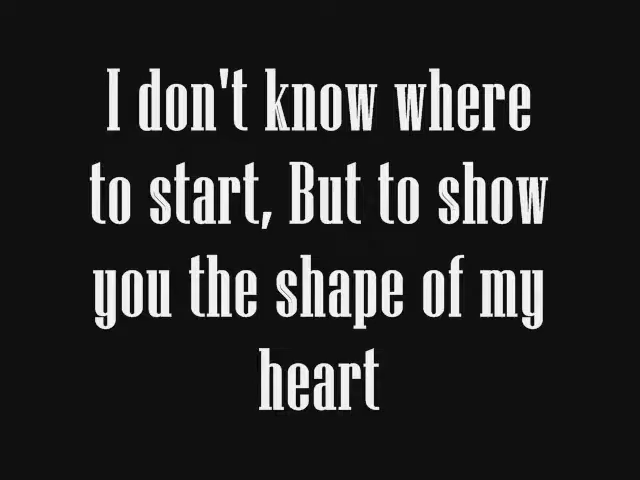 I don't know where
to start, But to show
you the shape of my
heart